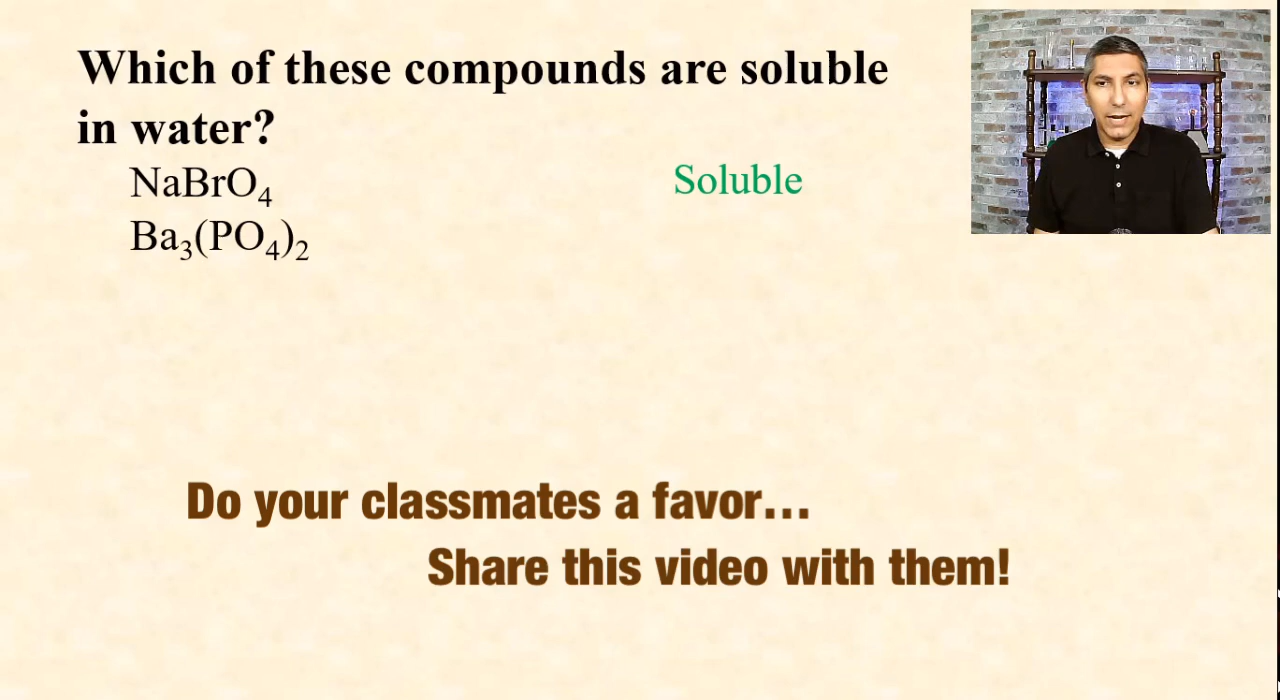 Which of these compounds are soluble
in water?
NaBrO₄ Soluble
Ba₃(PO₄)₂
Do your classmates a favor...
Share this video with them!